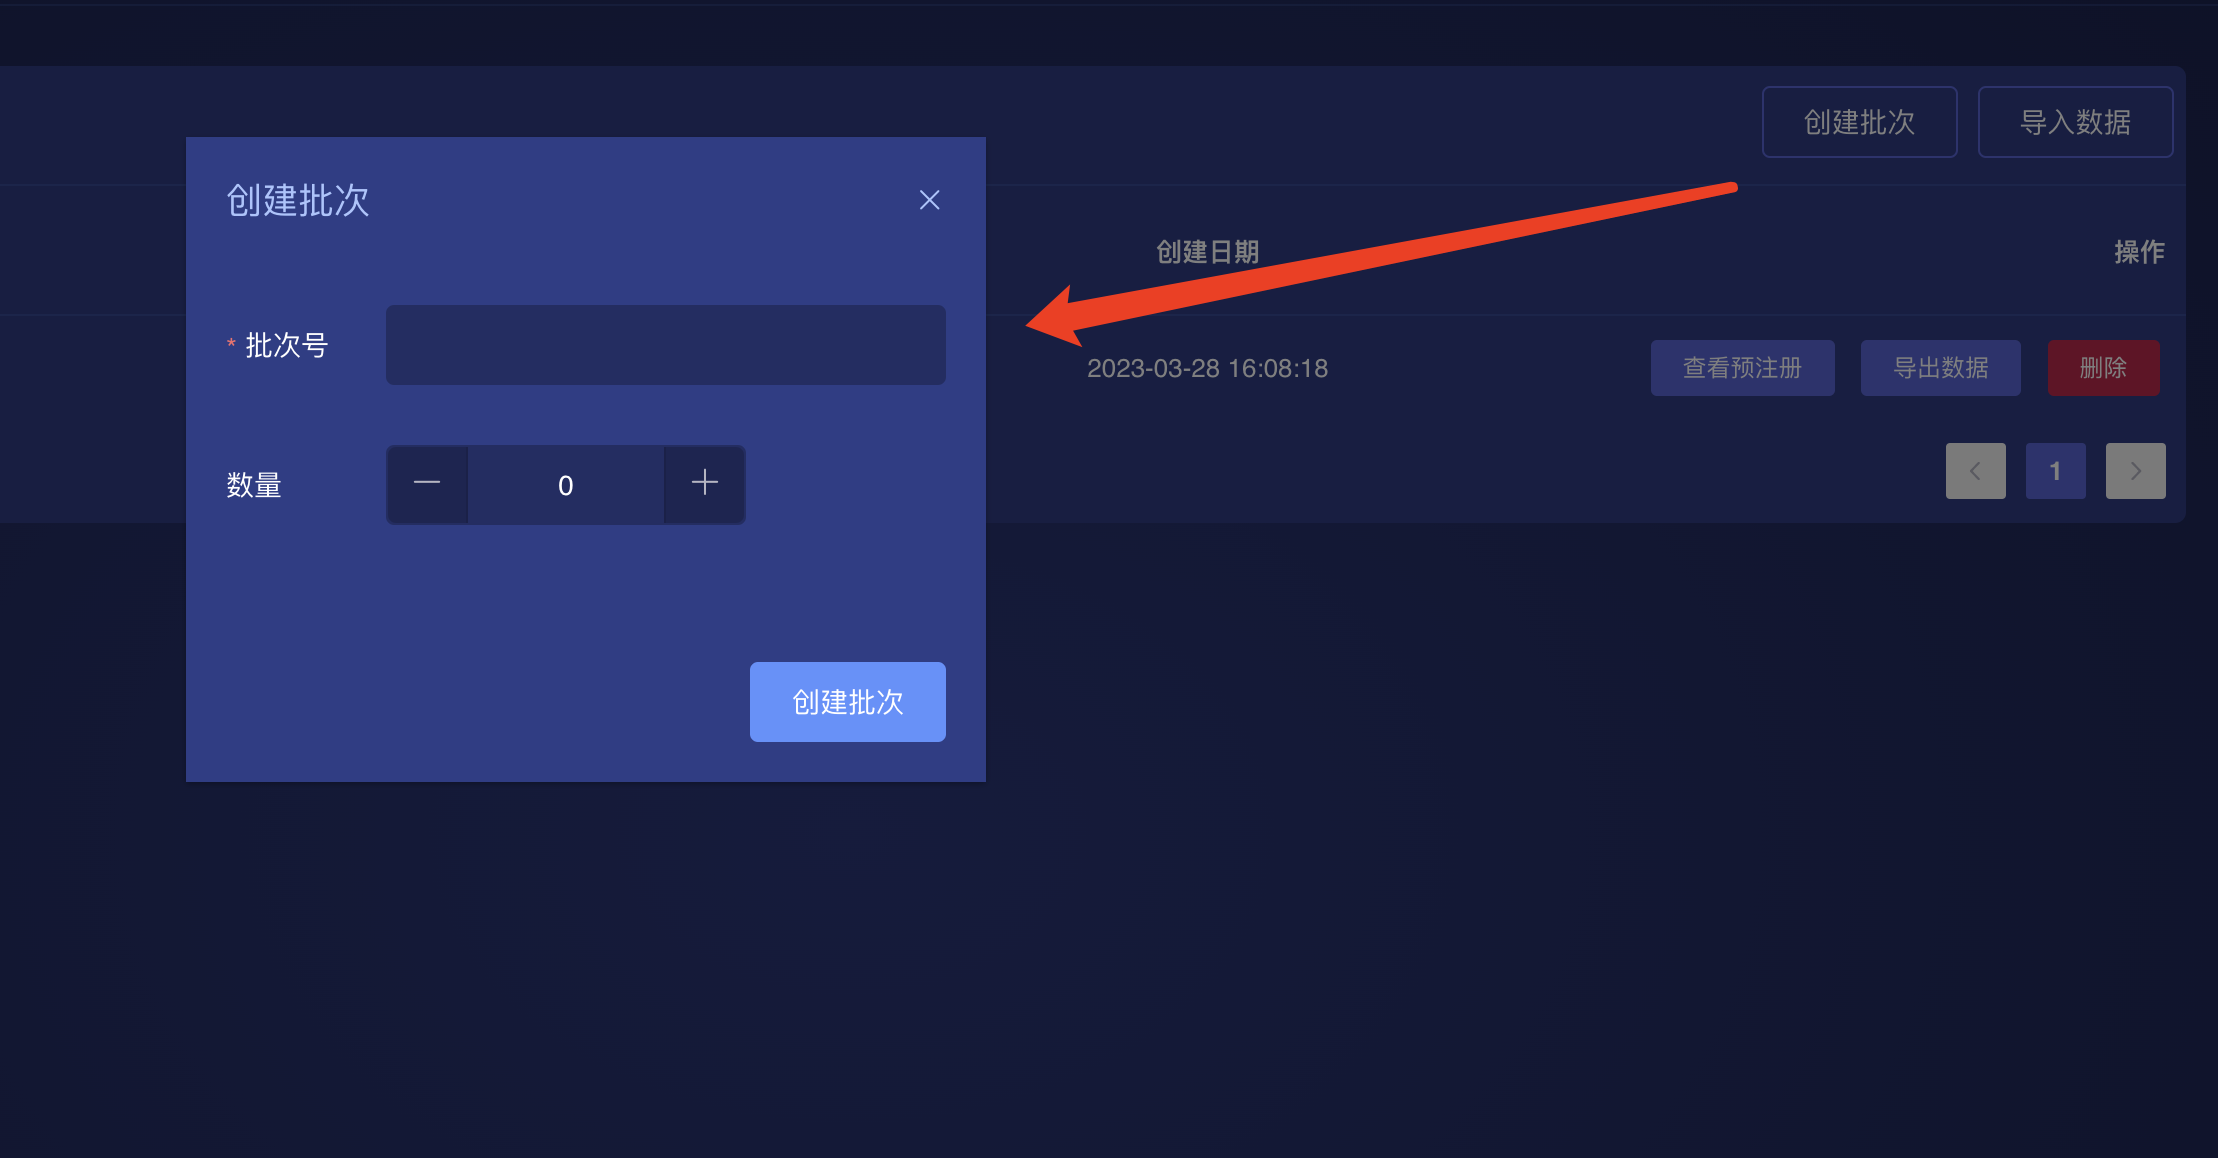 创建批次 导入数据
创建批次
创建日期 操作
* 批次号
2023-03-28 16:08:18 查看预注册 导出数据 删除
数量 0
1
创建批次